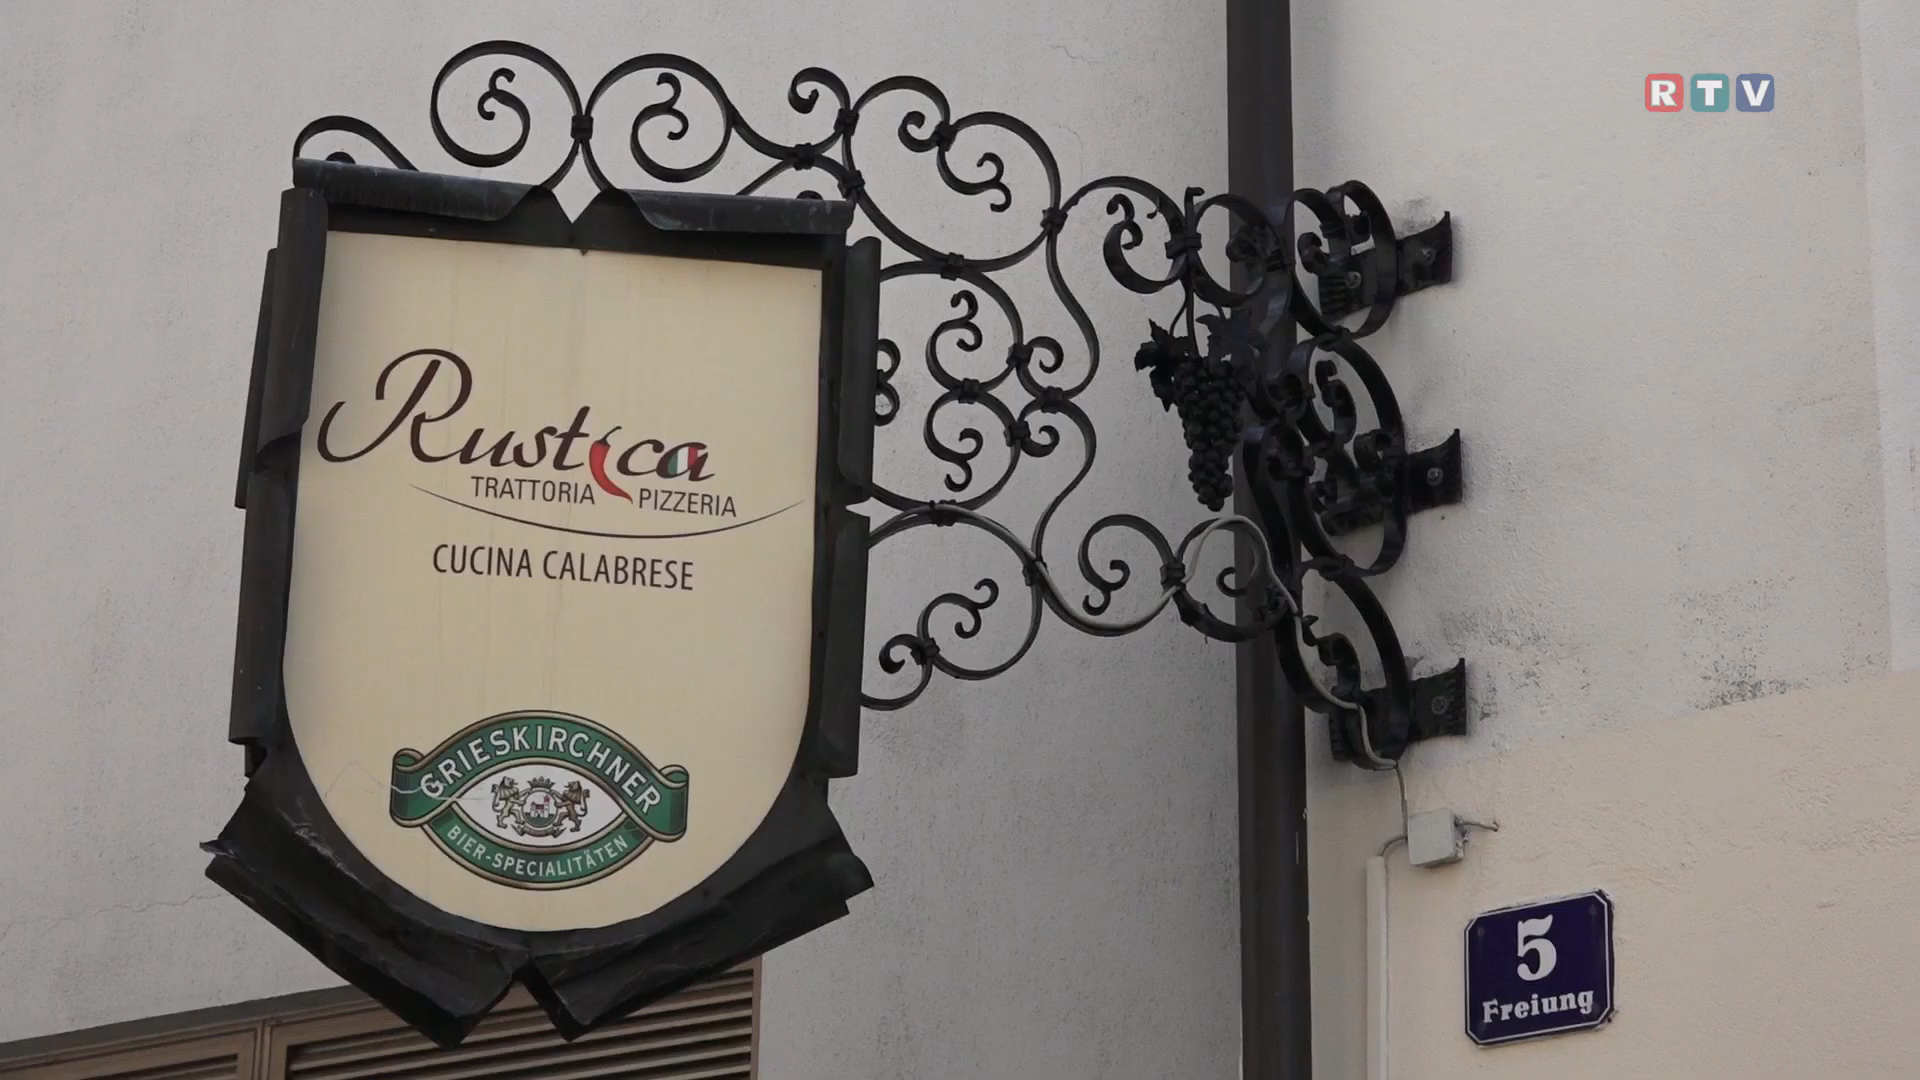 RTV
Rustica
TRATTORIA PIZZERIA
CUCINA CALABRESE
GRIESKIRCHNER
BIER-SPECIALITÄTEN
5
Freiung